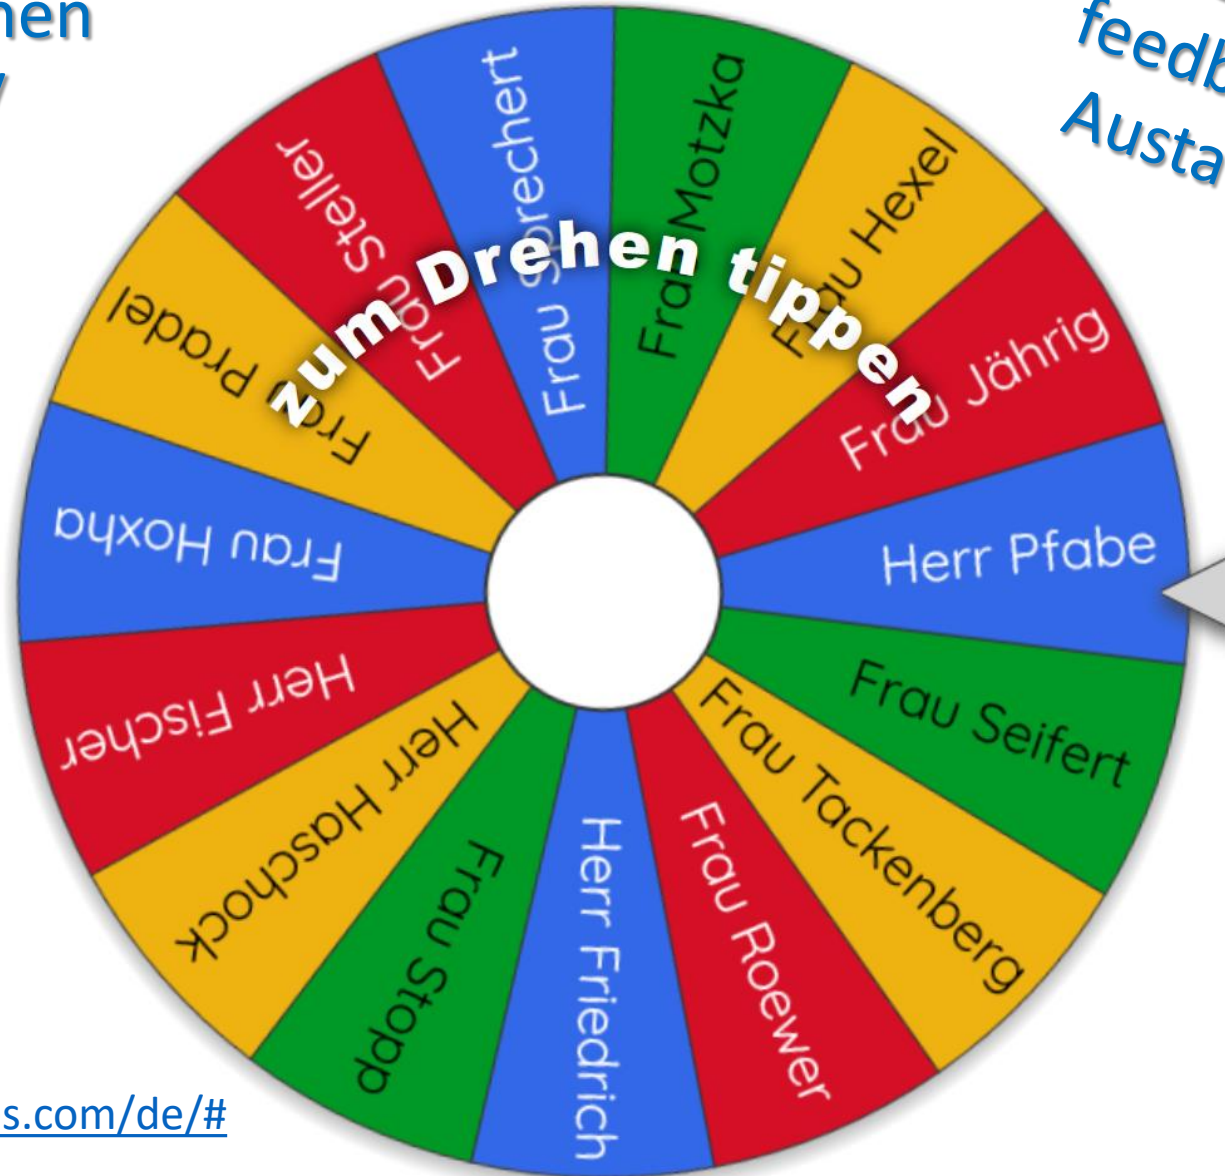 feedb
Austa
zum Drehen tippen
Frau Motzka
Frau Hexel
Frau Jährig
Herr Pfabe
Frau Seifert
Frau Tackenberg
Frau Roewer
Herr Friedrich
Frau Stopp
Herr Haschock
Herr Fischer
Frau Hoxha
Frau Pradel
Frau Steller
Frau Sprechert
s.com/de/#